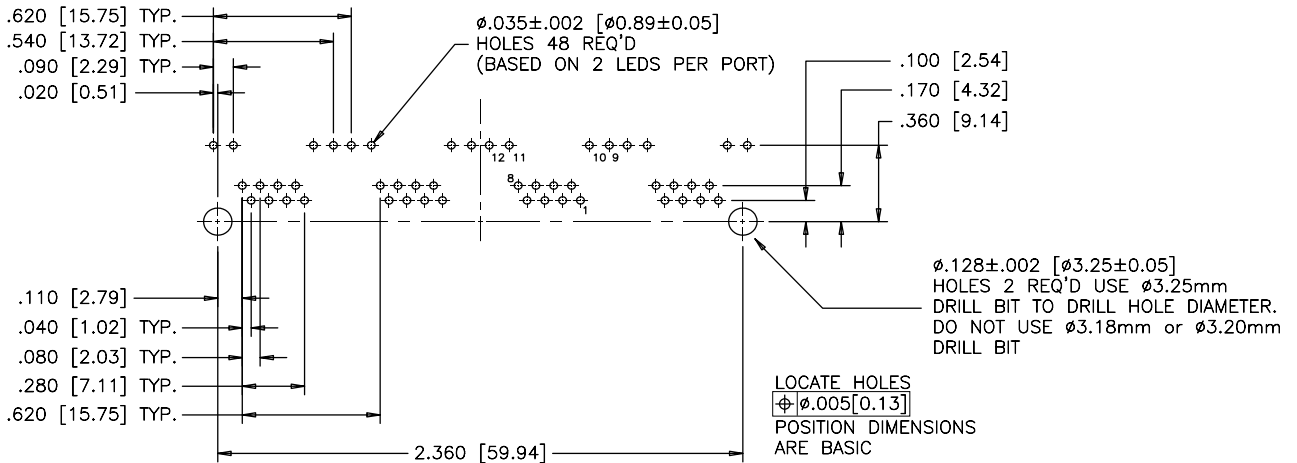 .620 [15.75] TYP.
.540 [13.72] TYP.
.090 [2.29] TYP.
.020 [0.51]
ø.035±.002 [ø0.89±0.05]
HOLES 48 REQ'D
(BASED ON 2 LEDS PER PORT)
.100 [2.54]
.170 [4.32]
.360 [9.14]
12 11
10 9
8
1
.110 [2.79]
.040 [1.02] TYP.
.080 [2.03] TYP.
.280 [7.11] TYP.
.620 [15.75] TYP.
2.360 [59.94]
ø.128±.002 [ø3.25±0.05]
HOLES 2 REQ'D USE ø3.25mm
DRILL BIT TO DRILL HOLE DIAMETER.
DO NOT USE ø3.18mm or ø3.20mm
DRILL BIT
LOCATE HOLES
⌖ ø.005[0.13]
POSITION DIMENSIONS
ARE BASIC